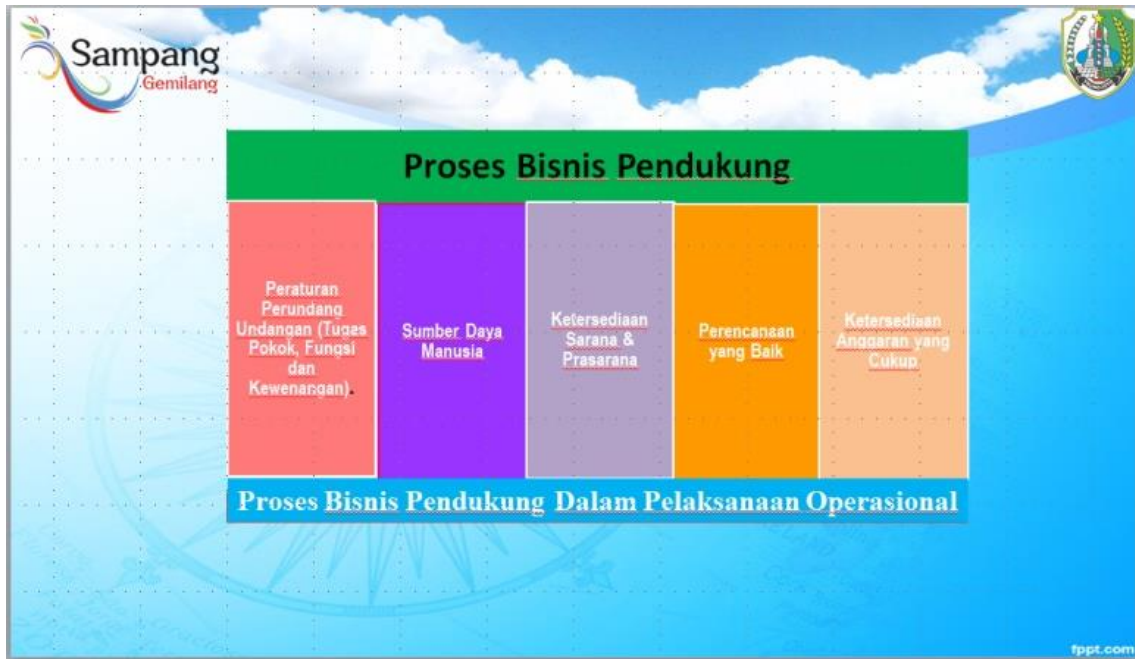 Sampang
Gemilang
Proses Bisnis Pendukung
Peraturan
Perundang
Undangan (Tugas
Pokok, Fungsi
dan
Kewenangan).
Sumber Daya
Manusia
Ketersediaan
Sarana &
Prasarana
Perencanaan
yang Baik
Ketersediaan
Anggaran yang
Cukup
Proses Bisnis Pendukung Dalam Pelaksanaan Operasional
fppt.com